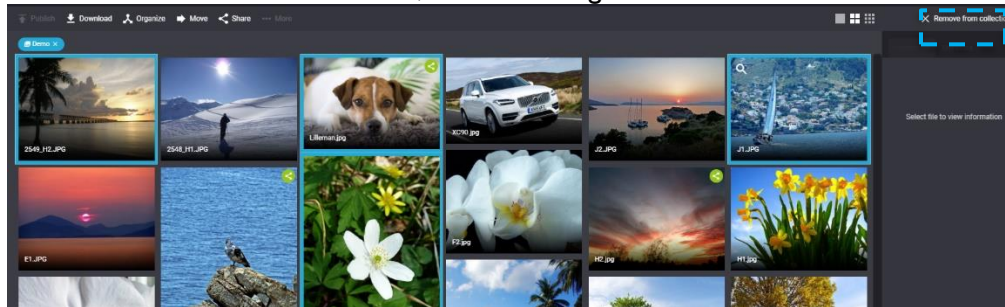 Publish Download Organize Move Share More
Remove from collectio
Demo ×
2549_H2.JPG
2548_H1.JPG
Lilleman.jpg
XC90.jpg
J2.JPG
J1.JPG
Select file to view information
E1.JPG
F2.jpg
H2.jpg
H1.jpg